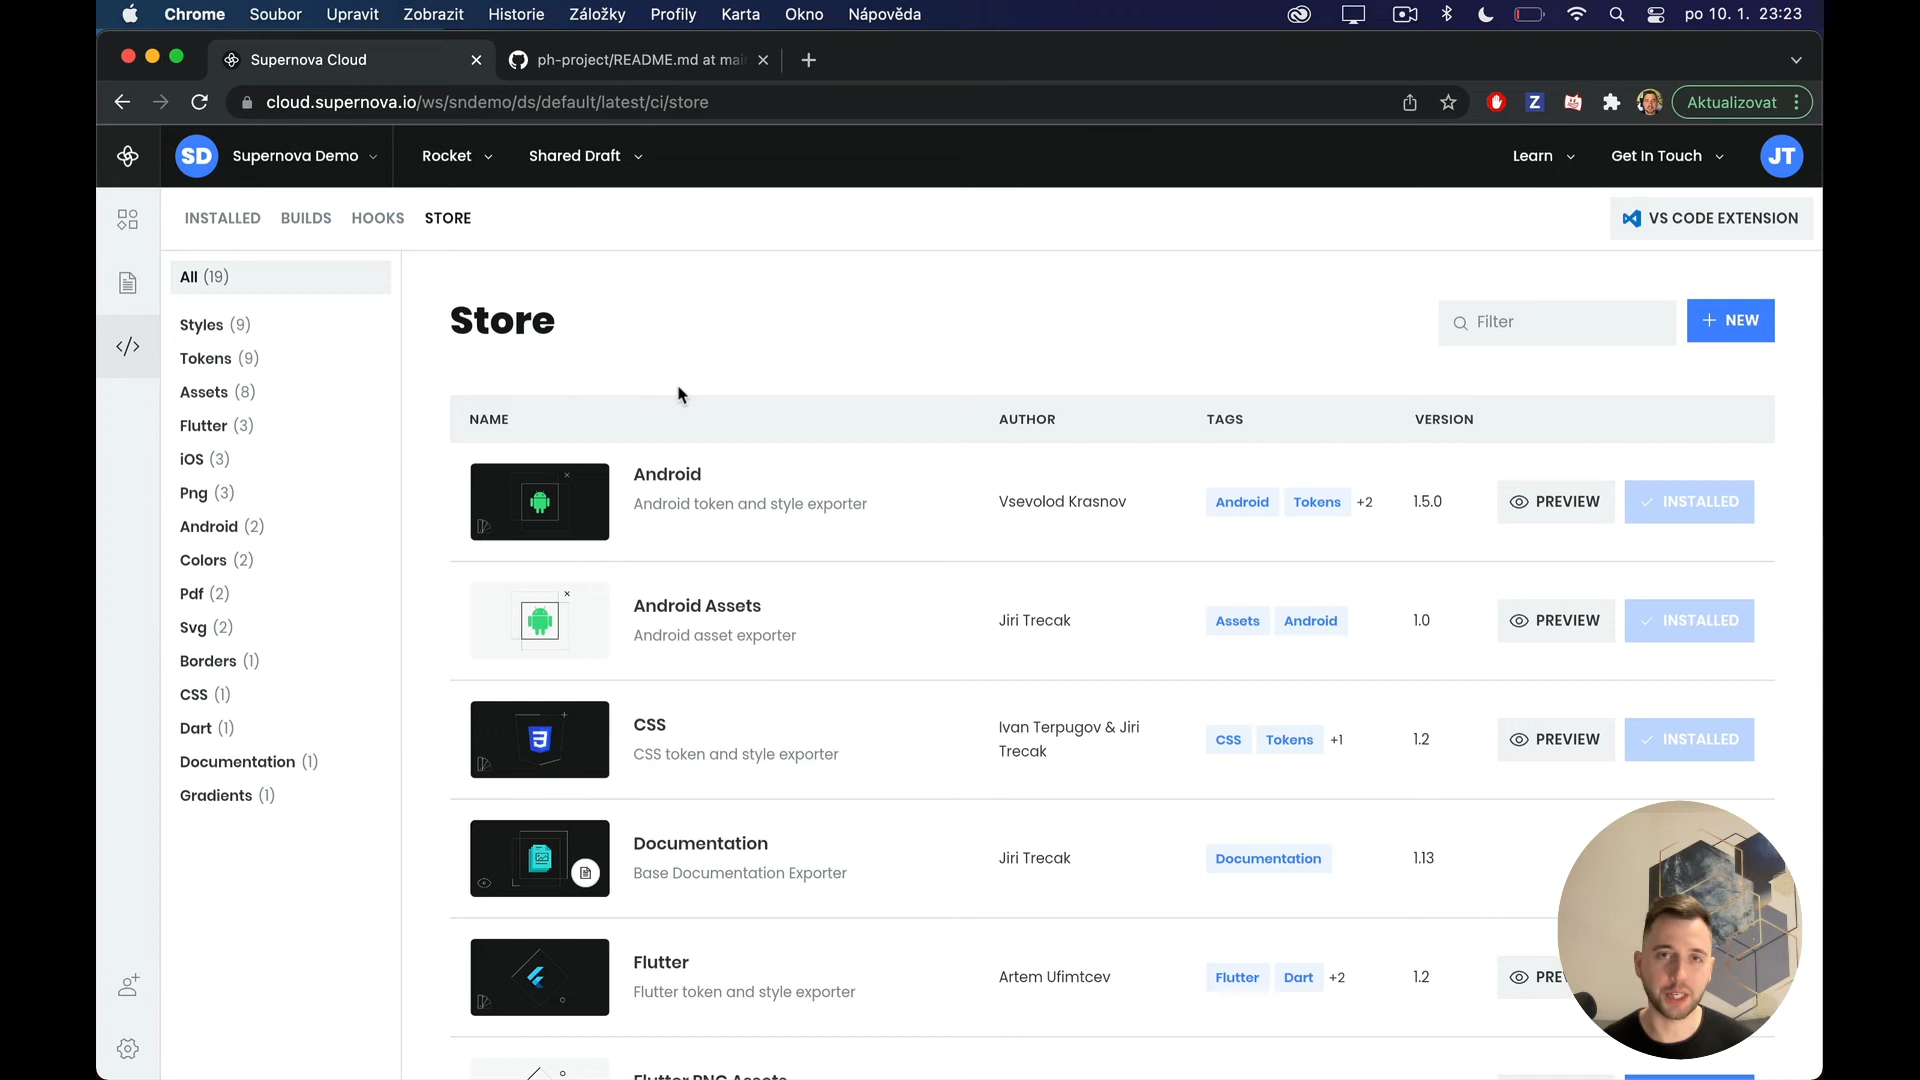 Chrome Soubor Upravit Zobrazit Historie Záložky Profily Karta Okno Nápověda po 10. 1. 23:23
Supernova Cloud ph-project/README.md at mai
cloud.supernova.io/ws/sndemo/ds/default/latest/ci/store Z Aktualizovat
SD Supernova Demo Rocket Shared Draft Learn Get In Touch JT
INSTALLED BUILDS HOOKS STORE VS CODE EXTENSION
All (19)
Styles (9)
Tokens (9)
Assets (8)
Flutter (3)
iOS (3)
Png (3)
Android (2)
Colors (2)
Pdf (2)
Svg (2)
Borders (1)
CSS (1)
Dart (1)
Documentation (1)
Gradients (1)
Store
Filter
+ NEW
NAME AUTHOR TAGS VERSION
Android
Android token and style exporter
Vsevolod Krasnov
Android Tokens +2
1.5.0
PREVIEW INSTALLED
Android Assets
Android asset exporter
Jiri Trecak
Assets Android
1.0
PREVIEW INSTALLED
CSS
CSS token and style exporter
Ivan Terpugov & Jiri
Trecak
CSS Tokens +1
1.2
PREVIEW INSTALLED
Documentation
Base Documentation Exporter
Jiri Trecak
Documentation
1.13
Flutter
Flutter token and style exporter
Artem Ufimtcev
Flutter Dart +2
1.2
PRE
Flutter PNG Assets